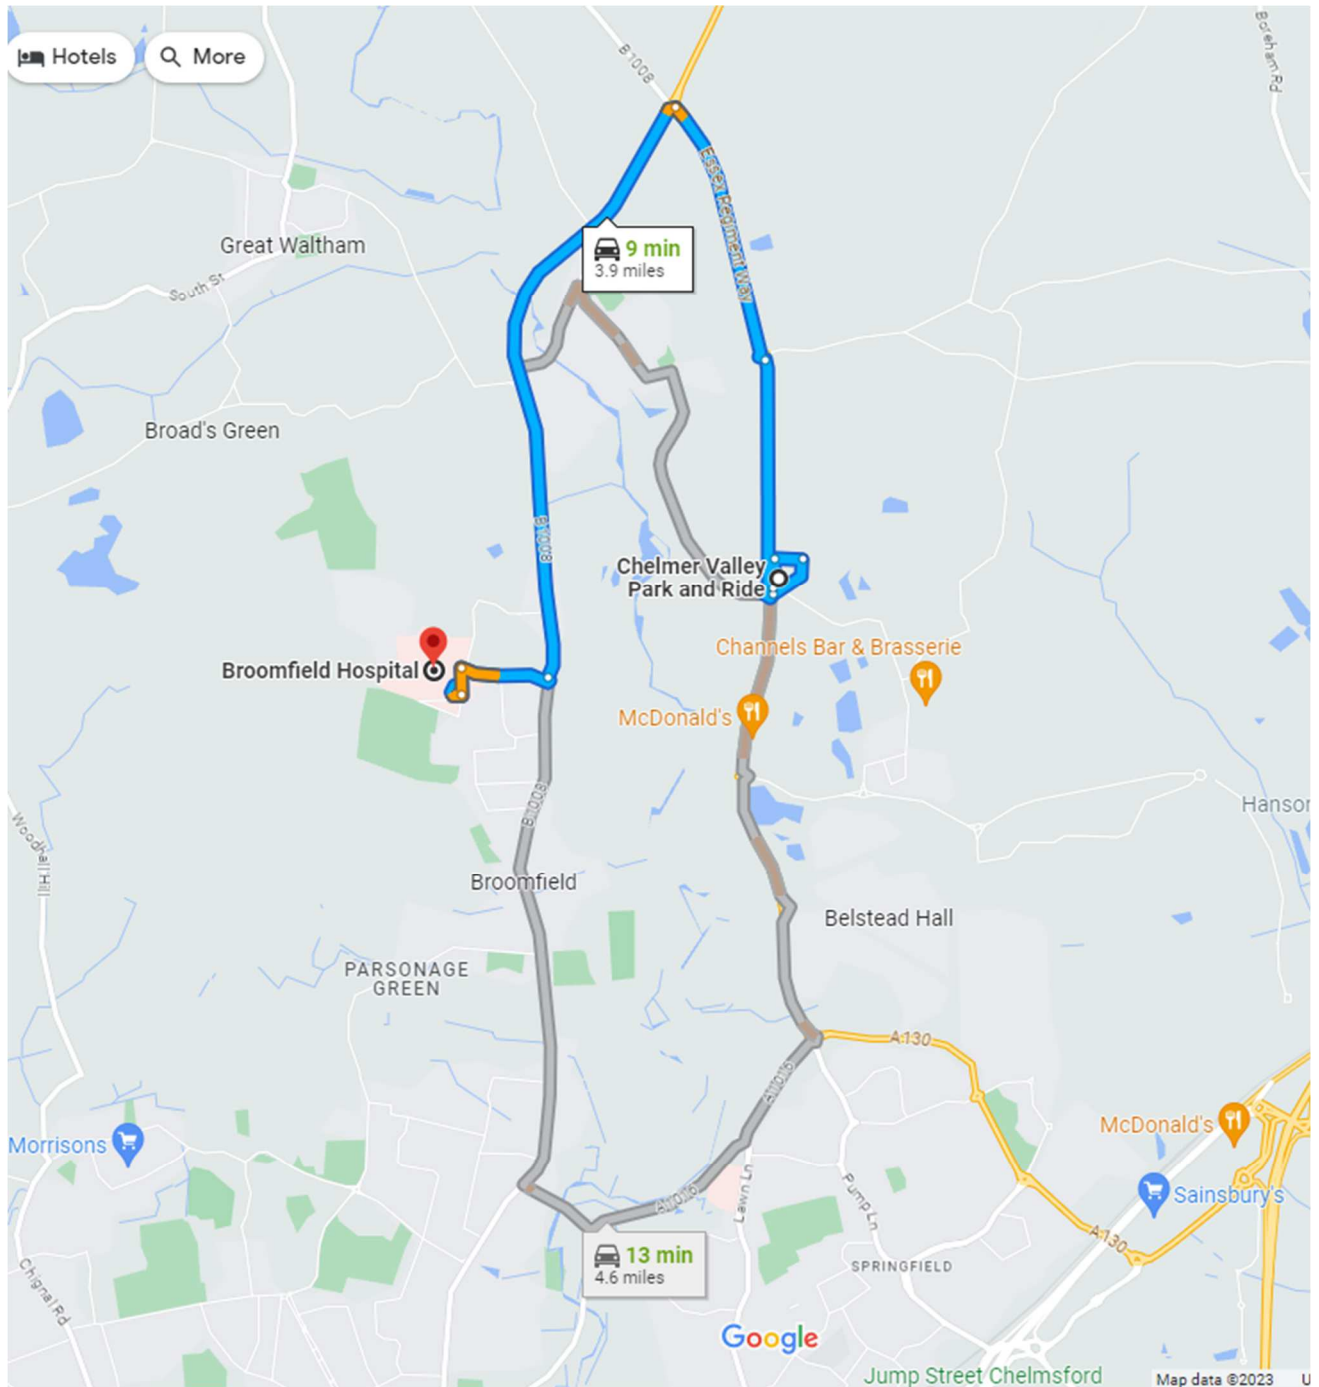 Hotels
More
B1008
Boreham Rd
Essex Regiment Way
Great Waltham
South St
9 min
3.9 miles
Broad's Green
B1008
Chelmer Valley
Park and Ride
Channels Bar & Brasserie
Broomfield Hospital
McDonald's
B1008
Hanson
Woodhall Hill
Broomfield
Belstead Hall
PARSONAGE
GREEN
A130
A1016
McDonald's
Morrisons
Lawn Ln
Pump Ln
Sainsbury's
A1016
A130
13 min
4.6 miles
SPRINGFIELD
Chignal Rd
Google
Jump Street Chelmsford
Map data ©2023
U